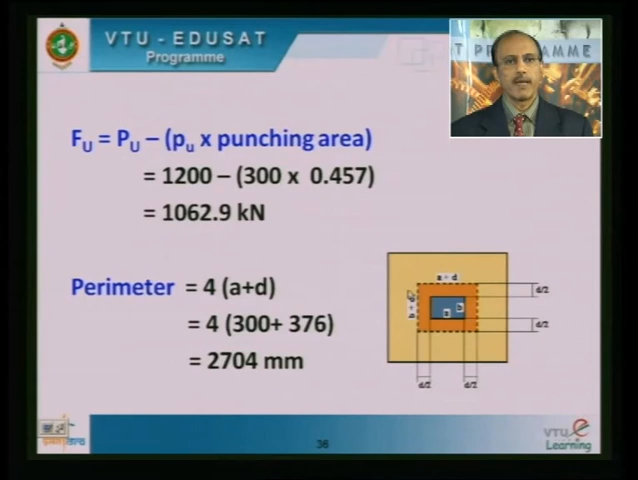 VTU - EDUSAT
Programme
T PROGRAMME
F_U = P_U – (p_u x punching area)
= 1200 – (300 x 0.457)
= 1062.9 kN
Perimeter = 4 (a+d)
= 4 (300+ 376)
= 2704 mm
a + d
d/2
b + d
b
a
d/2
d/2
d/2
36
VTU e
Learning